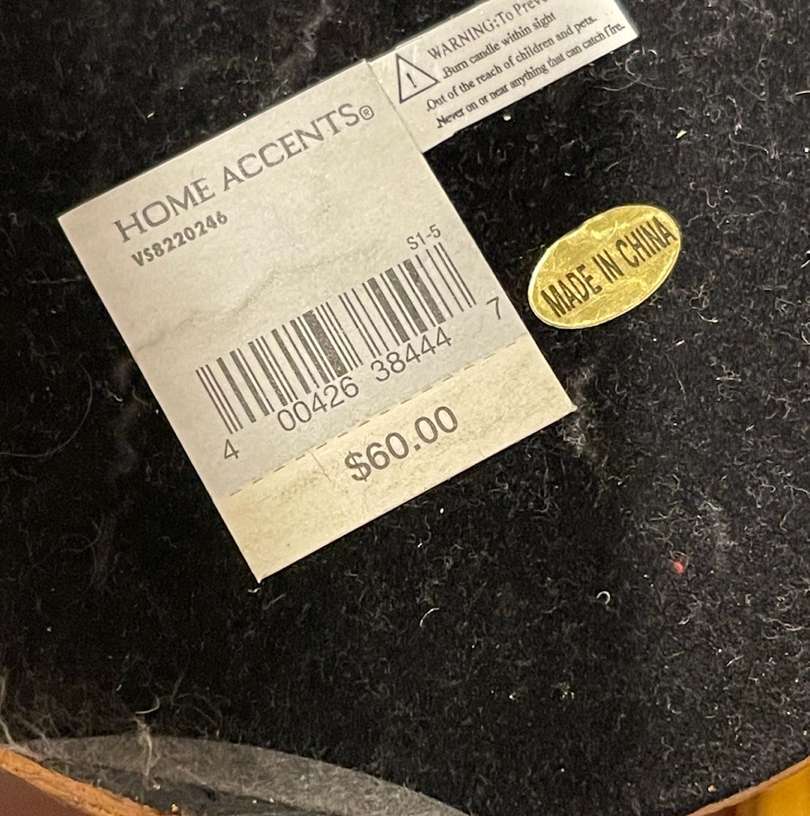 WARNING: To Prev
.Burn candle within sight
.Out of the reach of children and pets.
.Never on or near anything that can catch fire.
HOME ACCENTS®
VS8220246
S1-5
4 00426 38444 7
$60.00
MADE IN CHINA